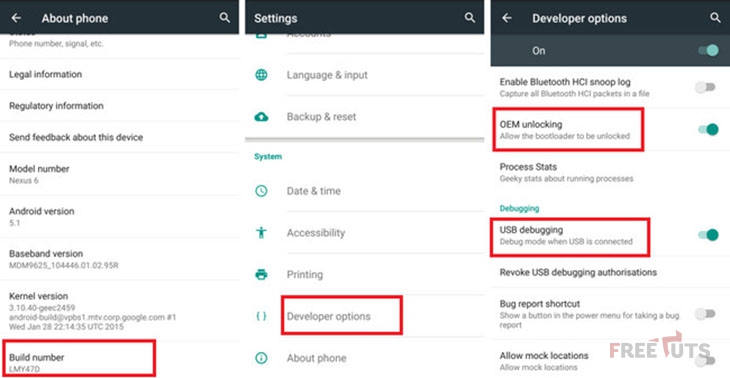 About phone
Status
Phone number, signal, etc.
Legal information
Regulatory information
Send feedback about this device
Model number
Nexus 6
Android version
5.1
Baseband version
MDM9625_104446.01.02.95R
Kernel version
3.10.40-geec2459
android-build@vpbs1.mtv.corp.google.com #1
Wed Jan 28 22:14:35 UTC 2015
Build number
LMY47D
Settings
Accounts
Language & input
Backup & reset
System
Date & time
Accessibility
Printing
{ } Developer options
About phone
Developer options
On
Enable Bluetooth HCI snoop log
Capture all Bluetooth HCI packets in a file
OEM unlocking
Allow the bootloader to be unlocked
Process Stats
Geeky stats about running processes
Debugging
USB debugging
Debug mode when USB is connected
Revoke USB debugging authorisations
Bug report shortcut
Show a button in the power menu for taking a bug
report
Allow mock locations
Allow mock locations
FREETUTS